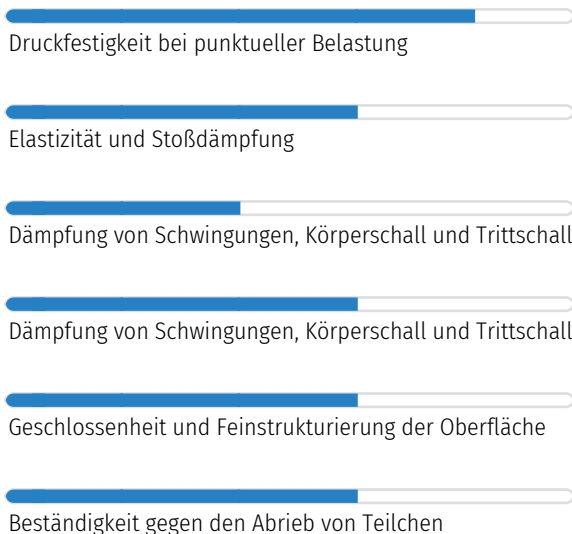 Druckfestigkeit bei punktueller Belastung
Elastizität und Stoßdämpfung
Dämpfung von Schwingungen, Körperschall und Trittschall
Dämpfung von Schwingungen, Körperschall und Trittschall
Geschlossenheit und Feinstrukturierung der Oberfläche
Beständigkeit gegen den Abrieb von Teilchen